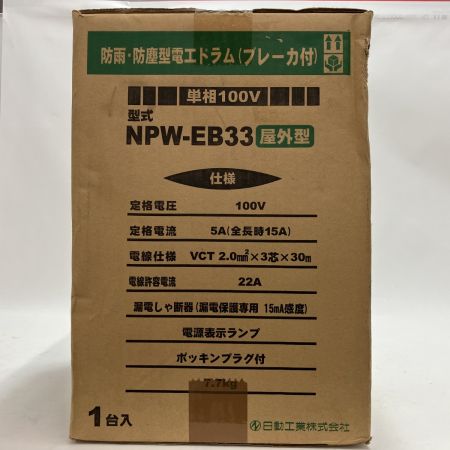 防雨・防塵型電工ドラム(ブレーカ付)
単相100V
型式
NPW-EB33 屋外型
仕様
定格電圧 100V
定格電流 5A(全長時15A)
電線仕様 VCT 2.0m㎡×3芯×30m
電線許容電流 22A
漏電しゃ断器(漏電保護専用 15mA感度)
電源表示ランプ
ポッキンプラグ付
7.7kg
1台入
日動工業株式会社